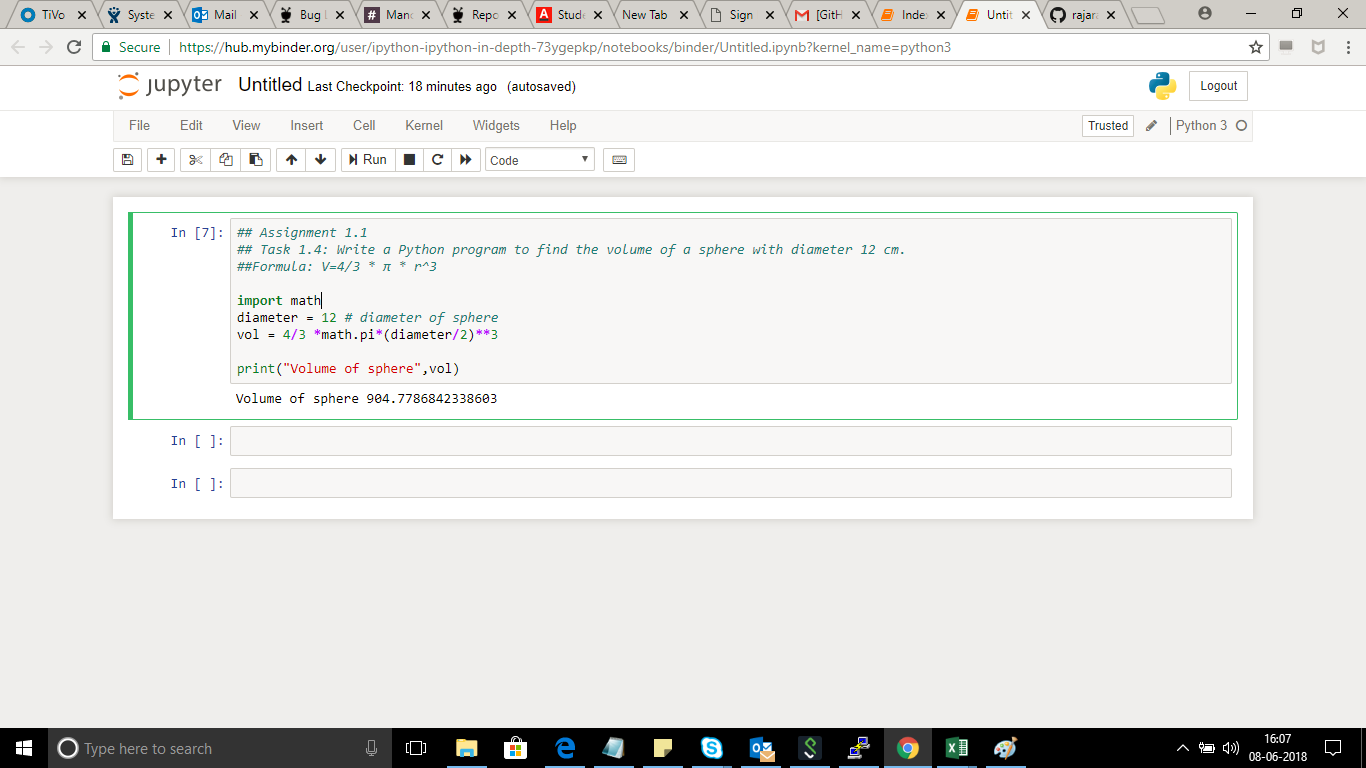 TiVo
Syste
Mail
Bug
Manc
Repo
Stude
New Tab
Sign
[GitH
Inde
Untit
rajar
Secure
https://hub.mybinder.org/user/ipython-ipython-in-depth-73ygepkp/notebooks/binder/Untitled.ipynb?kernel_name=python3
jupyter Untitled Last Checkpoint: 18 minutes ago (autosaved)
Logout
File Edit View Insert Cell Kernel Widgets Help
Trusted
Python 3
Run
Code
In [7]:
## Assignment 1.1
## Task 1.4: Write a Python program to find the volume of a sphere with diameter 12 cm.
##Formula: V=4/3 * π * r^3
import math
diameter = 12 # diameter of sphere
vol = 4/3 *math.pi*(diameter/2)**3
print("Volume of sphere",vol)
Volume of sphere 904.7786842338603
In [ ]:
In [ ]:
Type here to search
16:07
08-06-2018